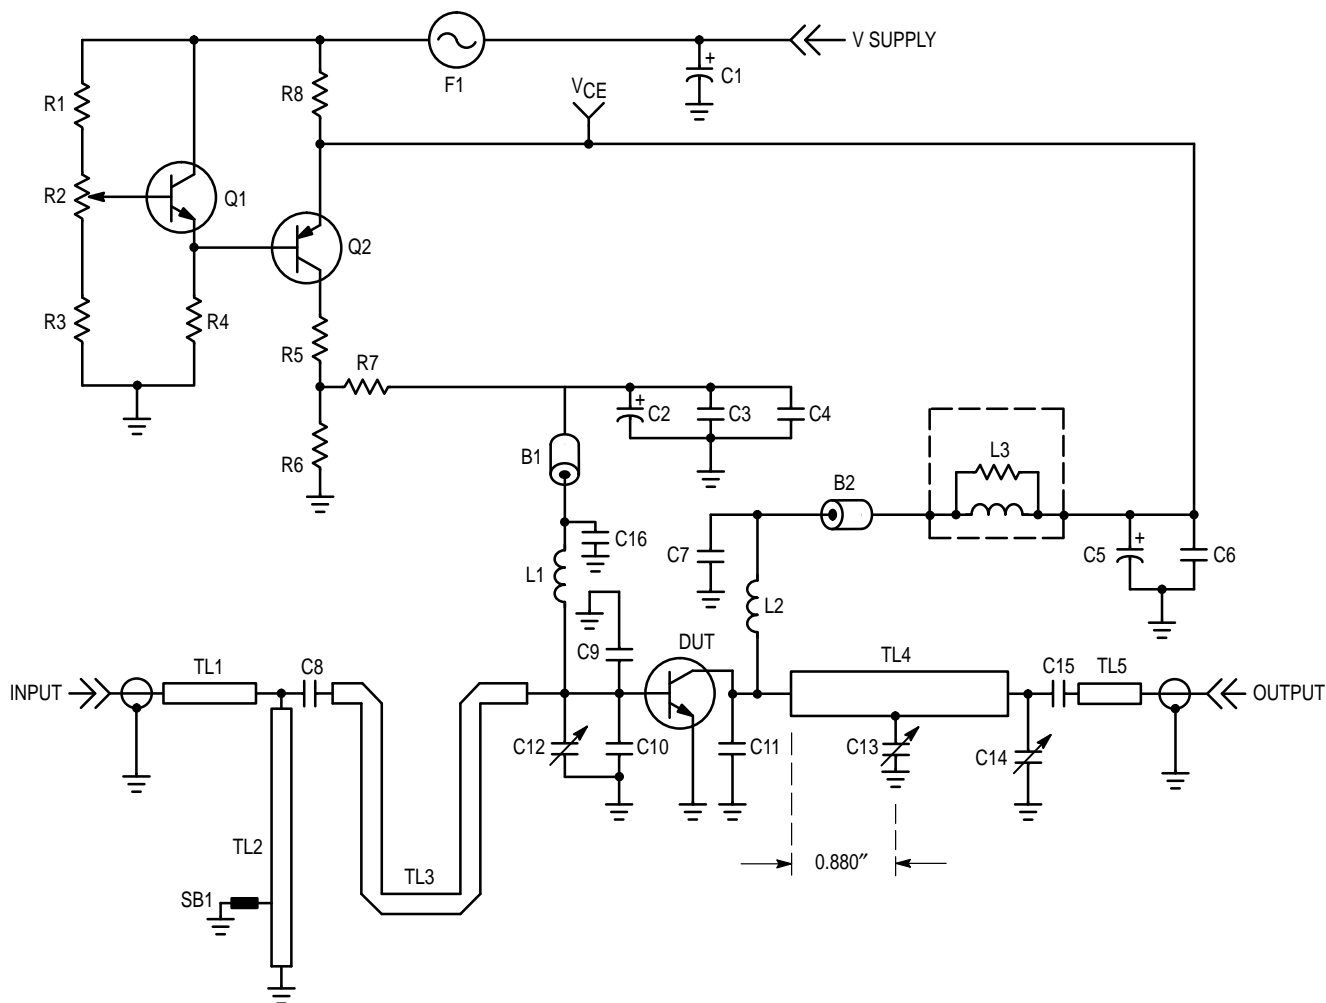 V SUPPLY
F1
C1
R8
VCE
R1
R2
Q1
Q2
R3
R4
R5
R7
+
C2
C3
C4
R6
B1
L3
B2
C16
C7
+
C5
C6
L1
L2
C9
DUT
TL1
C8
TL4
C15
TL5
INPUT
OUTPUT
C12
C10
C11
C13
C14
+
TL2
TL3
0.880″
SB1